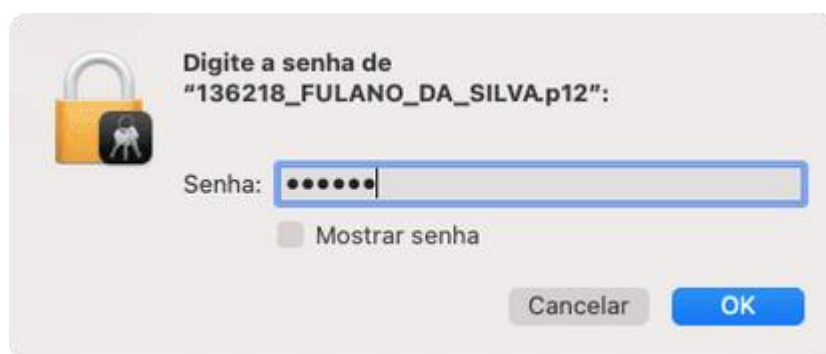 Digite a senha de
“136218_FULANO_DA_SILVA.p12”:
Senha: ••••••
Mostrar senha
Cancelar OK